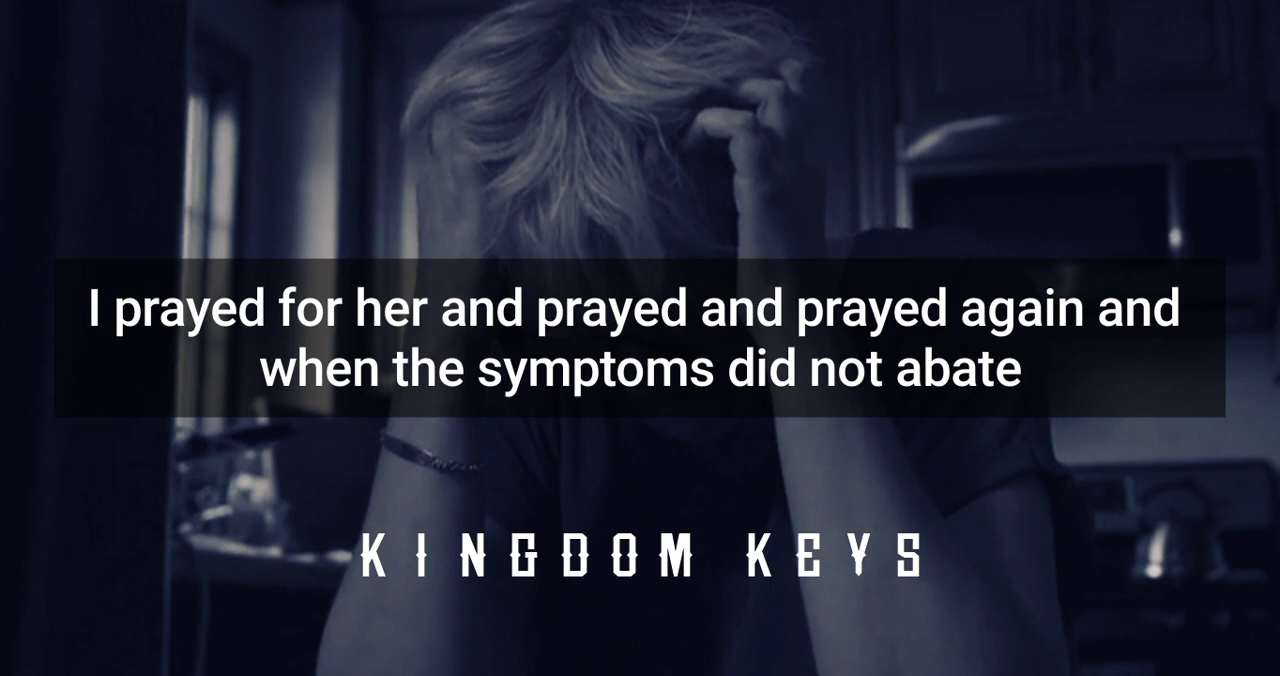 I prayed for her and prayed and prayed again and
when the symptoms did not abate
KINGDOM KEYS